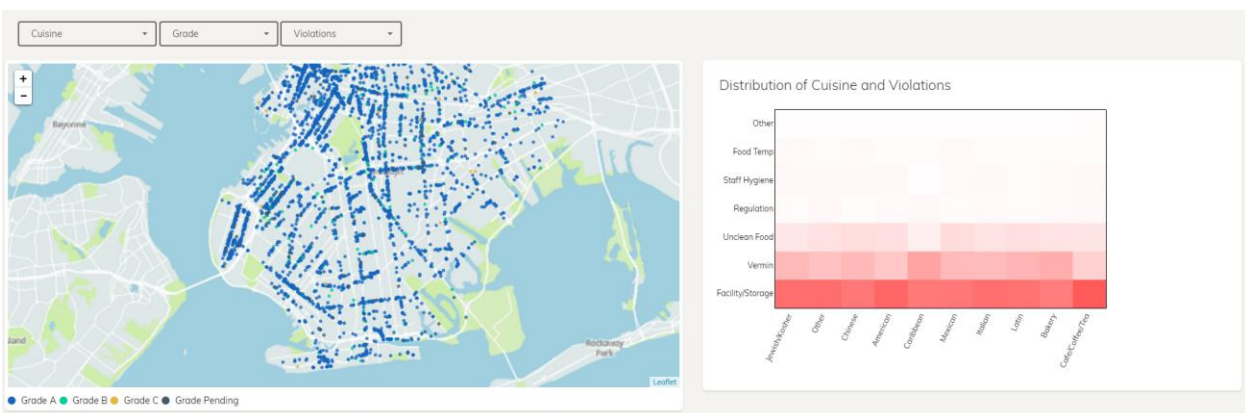 Cuisine
Grade
Violations
+
−
Bayonne
Rockaway
Park
Leaflet
Grade A Grade B Grade C Grade Pending
Distribution of Cuisine and Violations
Other
Food Temp
Staff Hygiene
Regulation
Unclean Food
Vermin
Facility/Storage
Jewish/Kosher
Other
Chinese
American
Caribbean
Mexican
Italian
Latin
Bakery
Café/Coffee/Tea